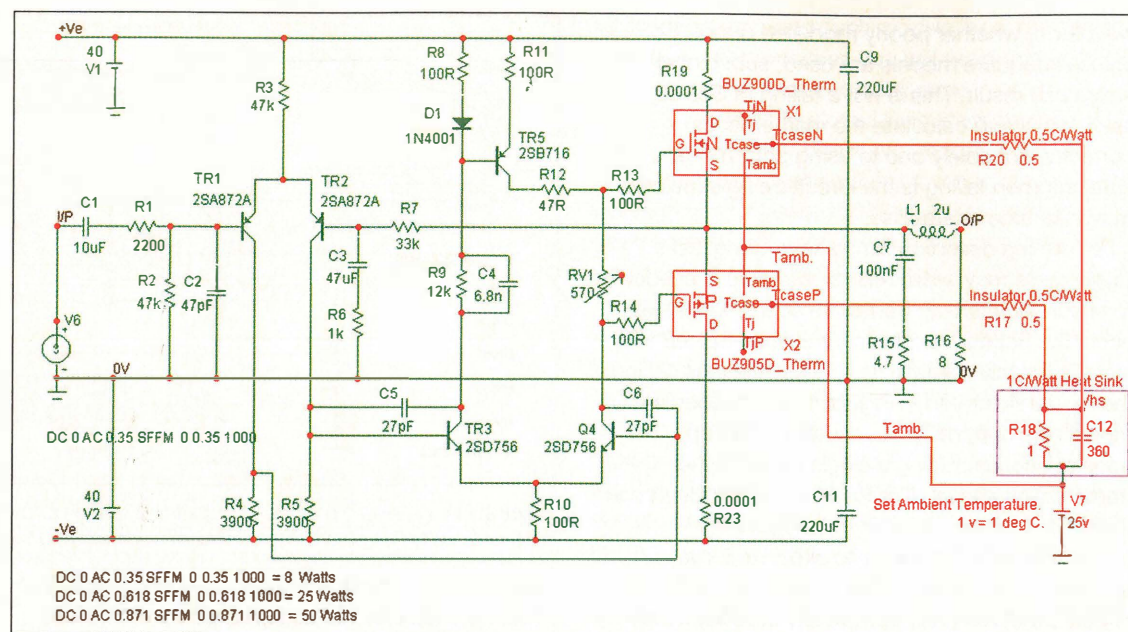 +Ve
40
V1
R3
47k
R8
100R
R11
100R
D1
1N4001
TR5
2SB716
R12
47R
R13
100R
R19
0.0001
BUZ900D_Therm
TjN
X1
D
Tj
G
N
Tcase
S
Tamb
TcaseN
Insulator 0.5C/Watt
R20 0.5
C9
220uF
I/P
C1
10uF
R1
2200
TR1
2SA872A
TR2
2SA872A
R7
33k
R2
47k
C2
47pF
C3
47uF
R6
1k
R9
12k
C4
6.8n
RV1
570
R14
100R
L1 2u
+
-
O/P
C7
100nF
Tamb.
S
Tamb
G
P
Tcase
D
Tj
TcaseP
Insulator 0.5C/Watt
R17 0.5
TjP
X2
BUZ905D_Therm
V6
+
-
0V
R15
4.7
R16
8
0V
1C/Watt Heat Sink
Vhs
R18
1
C12
360
C5
27pF
C6
27pF
TR3
2SD756
Q4
2SD756
Tamb.
DC 0 AC 0.35 SFFM 0 0.35 1000
40
V2
R4
3900
R5
3900
R10
100R
0.0001
R23
C11
220uF
Set Ambient Temperature.
1 v = 1 deg C.
V7
25v
-Ve
DC 0 AC 0.35 SFFM 0 0.35 1000 = 8 Watts
DC 0 AC 0.618 SFFM 0 0.618 1000 = 25 Watts
DC 0 AC 0.871 SFFM 0 0.871 1000 = 50 Watts